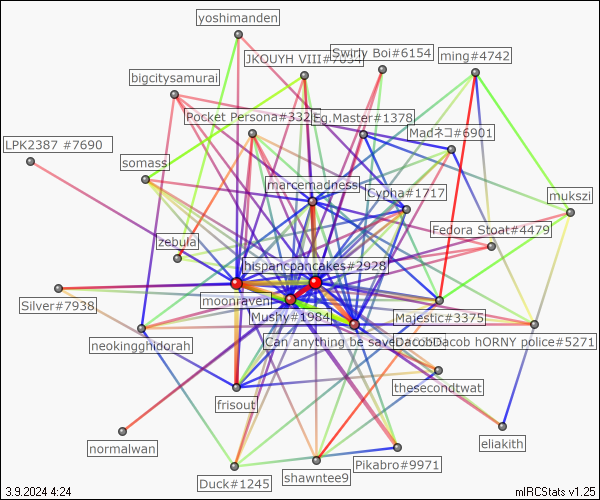 yoshimanden
JKOUYH VIII#7034
Swirly Boi#6154
ming#4742
bigcitysamurai
Pocket Persona#332
Eg.Master#1378
Madネコ#6901
LPK2387 #7690
somass
marcemadness
Cypha#1717
mukszi
Fedora Stoat#4479
zebula
hispancpancakes#2928
moonraven
Silver#7938
Mushy#1984
Majestic#3375
neokingghidorah
Can anything be saved
DacobDacob hORNY police#5271
thesecondtwat
frisout
normalwan
eliakith
Duck#1245
shawntee9
Pikabro#9971
3.9.2024 4:24
mIRCStats v1.25